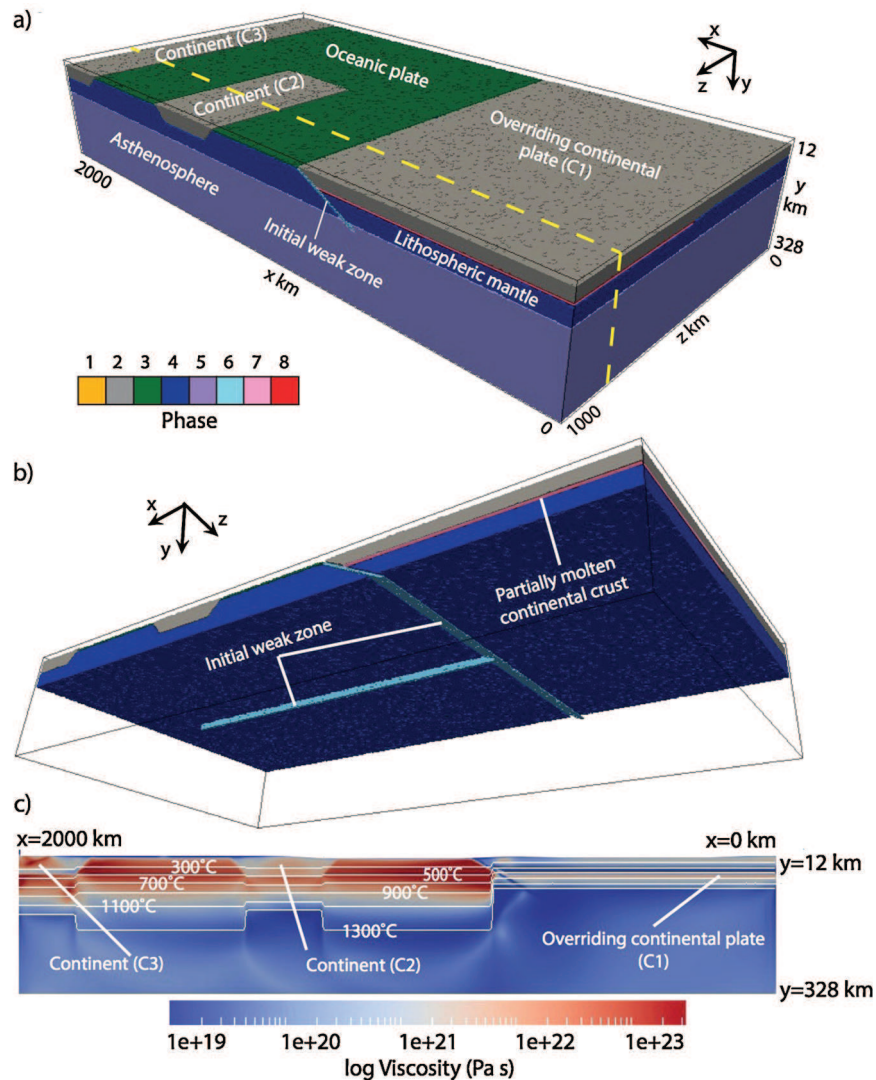 a)
Continent (C3)
Oceanic plate
Continent (C2)
Overriding continental
plate (C1)
x
z
y
Asthenosphere
Initial weak zone
Lithospheric mantle
12
y
km
328
0
2000
x km
z km
0
1000
1 2 3 4 5 6 7 8
Phase
b)
x
z
y
Partially molten
continental crust
Initial weak zone
c)
x=2000 km
x=0 km
300°C
500°C
700°C
900°C
1100°C
1300°C
y=12 km
Continent (C3)
Continent (C2)
Overriding continental plate
(C1)
y=328 km
1e+19 1e+20 1e+21 1e+22 1e+23
log Viscosity (Pa s)